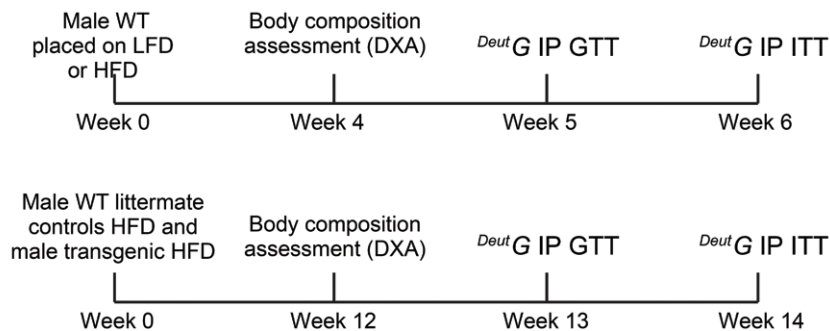 Male WT
placed on LFD
or HFD
Body composition
assessment (DXA)
DeutG IP GTT
DeutG IP ITT
Week 0
Week 4
Week 5
Week 6
Male WT littermate
controls HFD and
male transgenic HFD
Body composition
assessment (DXA)
DeutG IP GTT
DeutG IP ITT
Week 0
Week 12
Week 13
Week 14